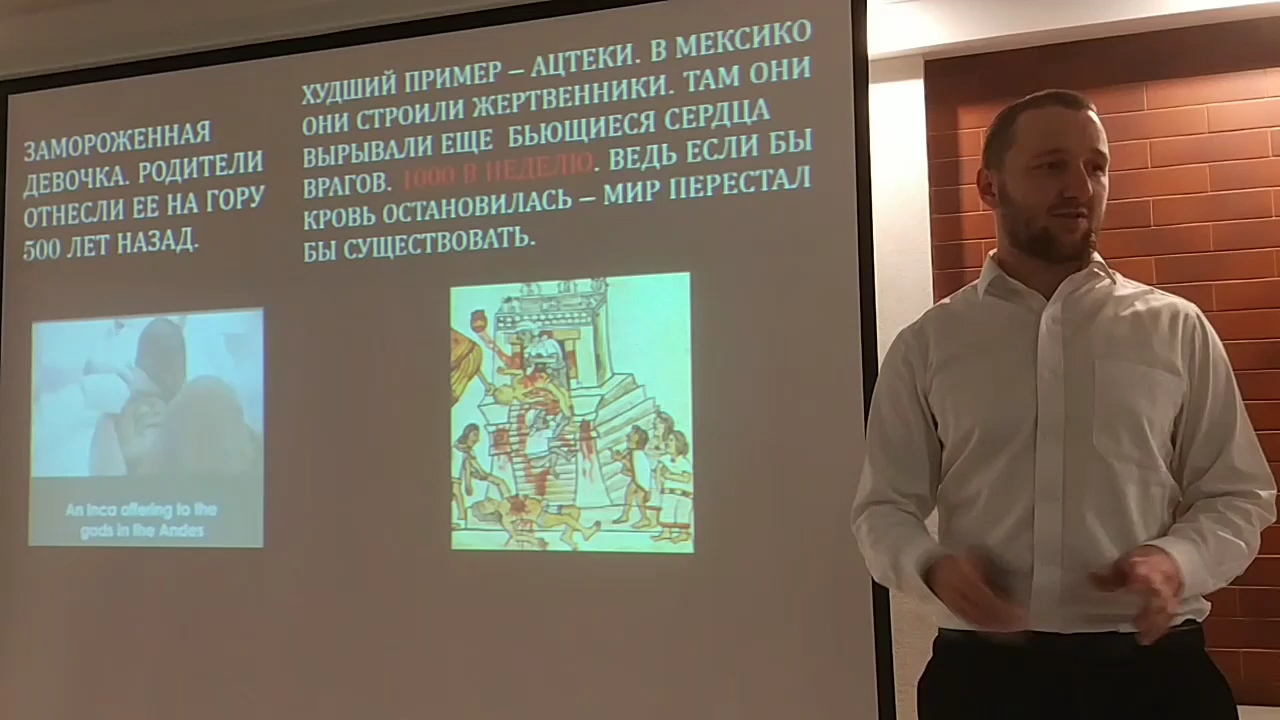 ЗАМОРОЖЕННАЯ
ДЕВОЧКА. РОДИТЕЛИ
ОТНЕСЛИ ЕЕ НА ГОРУ
500 ЛЕТ НАЗАД.
An Inca offering to the
gods in the Andes
ХУДШИЙ ПРИМЕР – АЦТЕКИ. В МЕКСИКО
ОНИ СТРОИЛИ ЖЕРТВЕННИКИ. ТАМ ОНИ
ВЫРЫВАЛИ ЕЩЕ БЬЮЩИЕСЯ СЕРДЦА
ВРАГОВ. 1000 В НЕДЕЛЮ. ВЕДЬ ЕСЛИ БЫ
КРОВЬ ОСТАНОВИЛАСЬ – МИР ПЕРЕСТАЛ
БЫ СУЩЕСТВОВАТЬ.